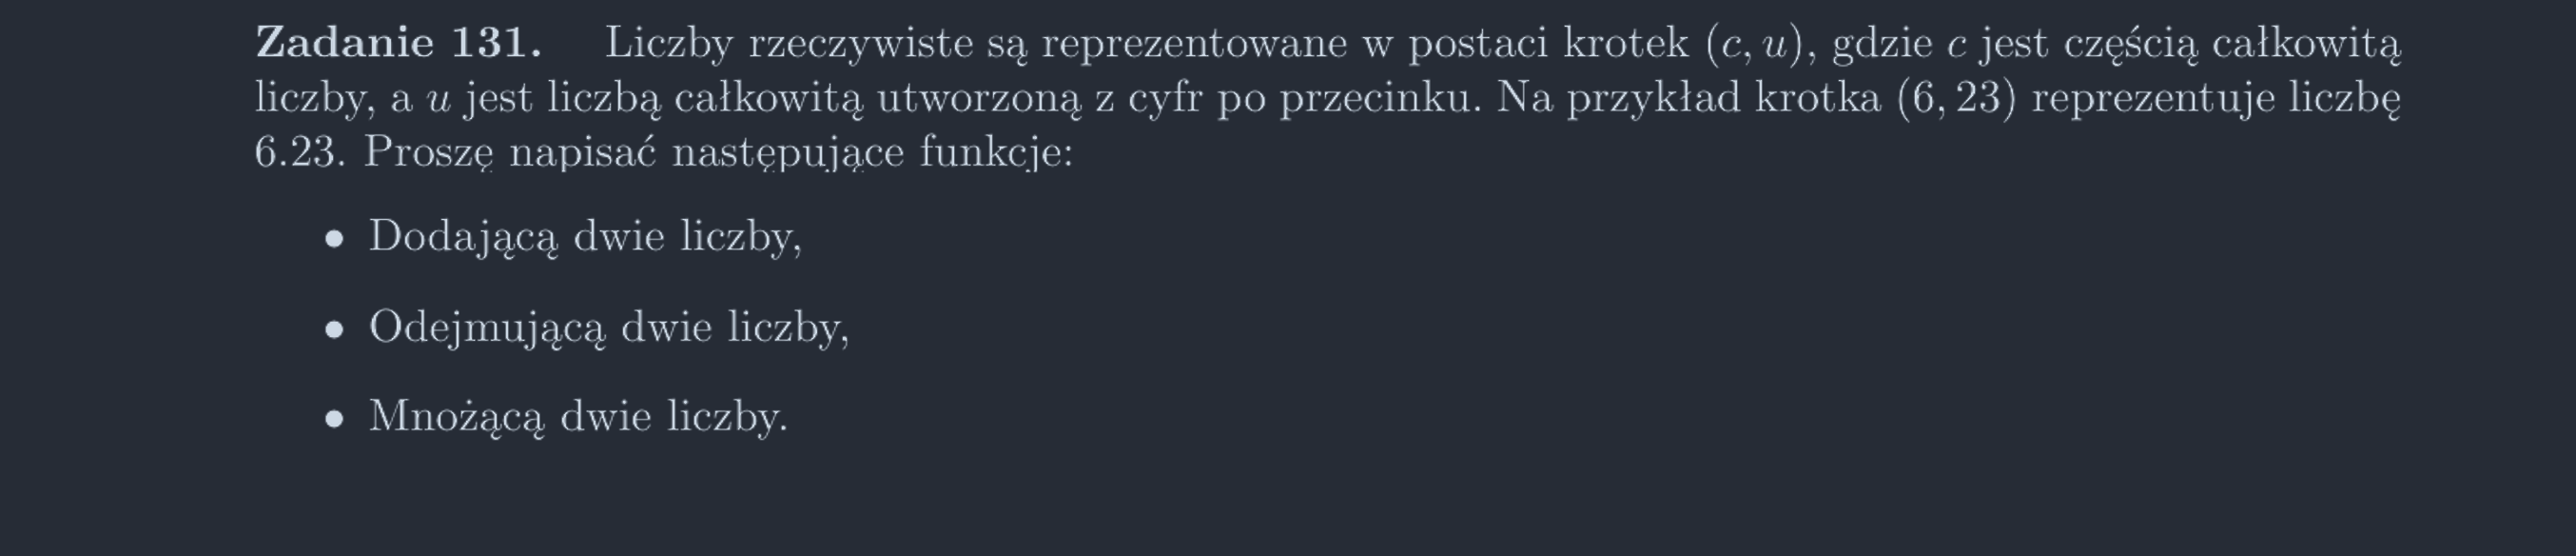 Zadanie 131. Liczby rzeczywiste są reprezentowane w postaci krotek (c, u), gdzie c jest częścią całkowitą
liczby, a u jest liczbą całkowitą utworzoną z cyfr po przecinku. Na przykład krotka (6, 23) reprezentuje liczbę
6.23. Proszę napisać następujące funkcje:
• Dodającą dwie liczby,
• Odejmującą dwie liczby,
• Mnożącą dwie liczby.